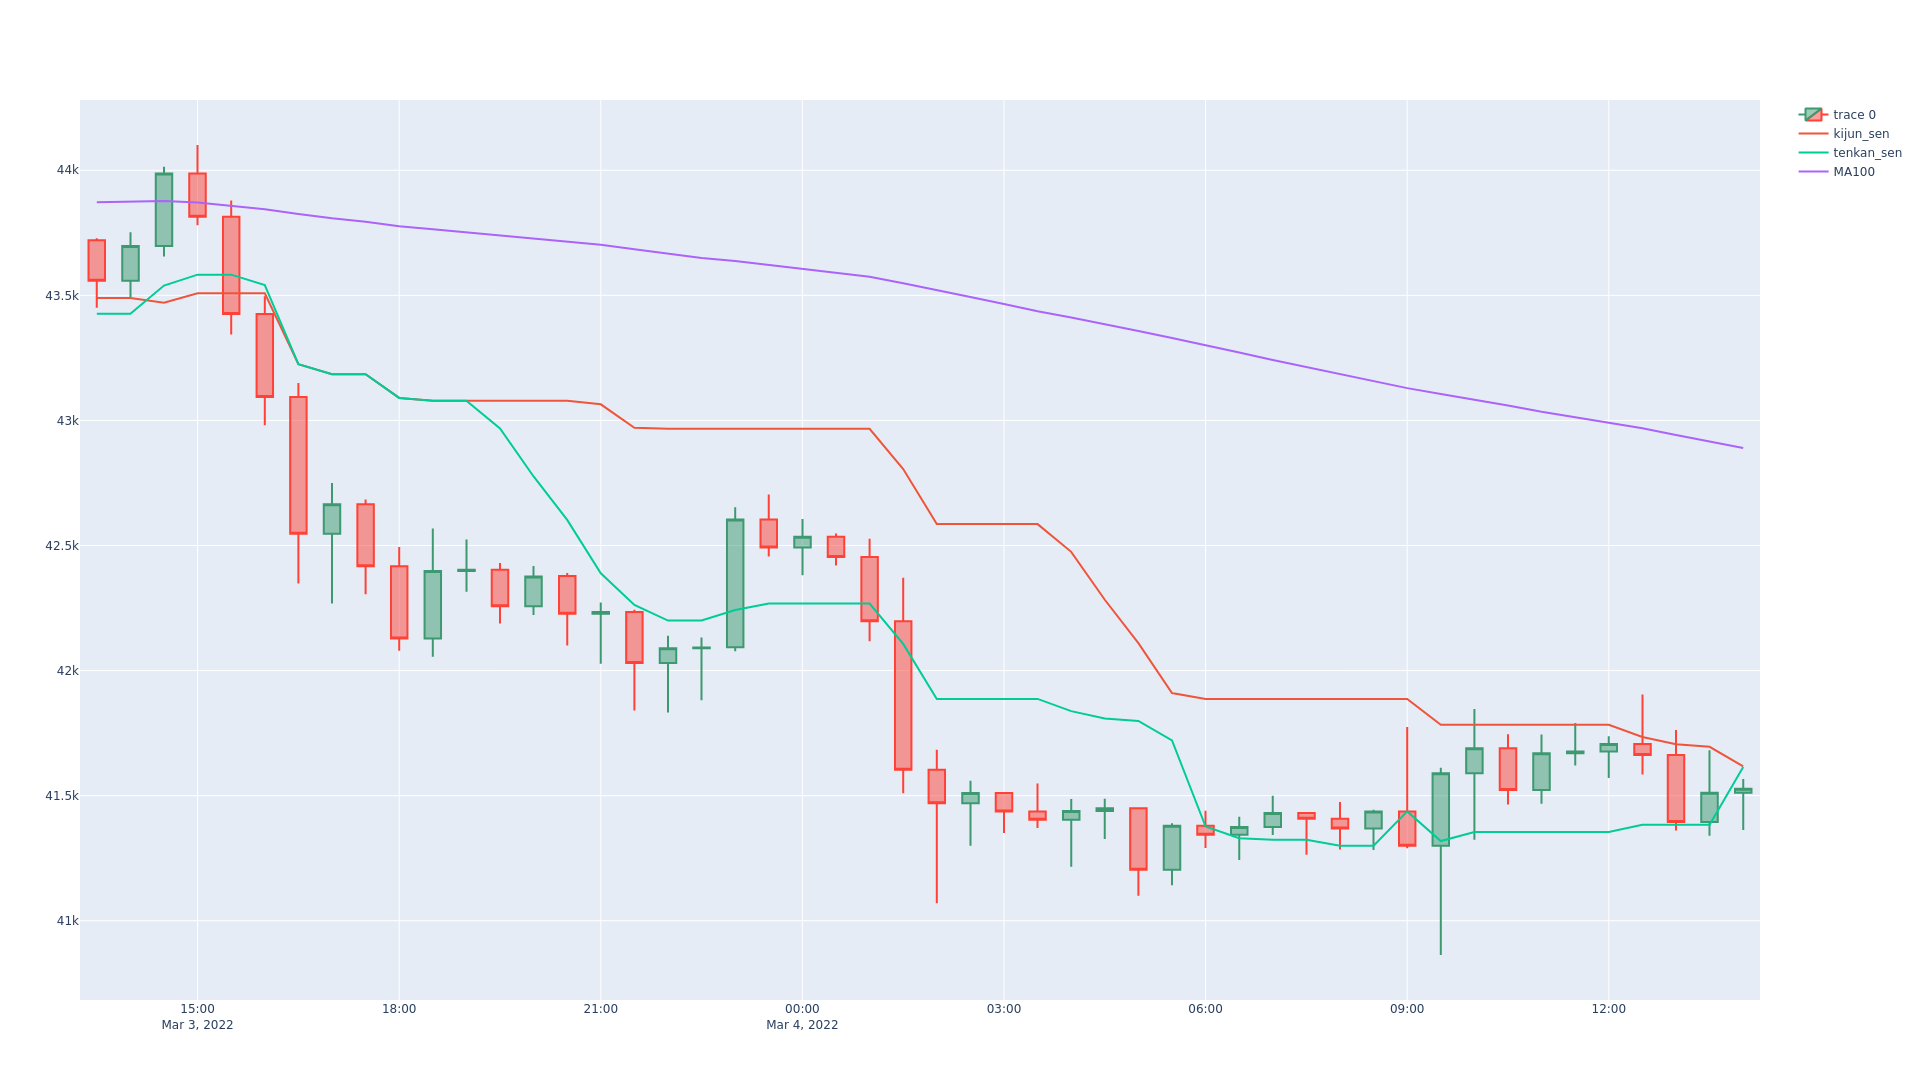 trace 0
kijun_sen
tenkan_sen
MA100
44k
43.5k
43k
42.5k
42k
41.5k
41k
15:00 18:00 21:00 00:00 03:00 06:00 09:00 12:00
Mar 3, 2022 Mar 4, 2022